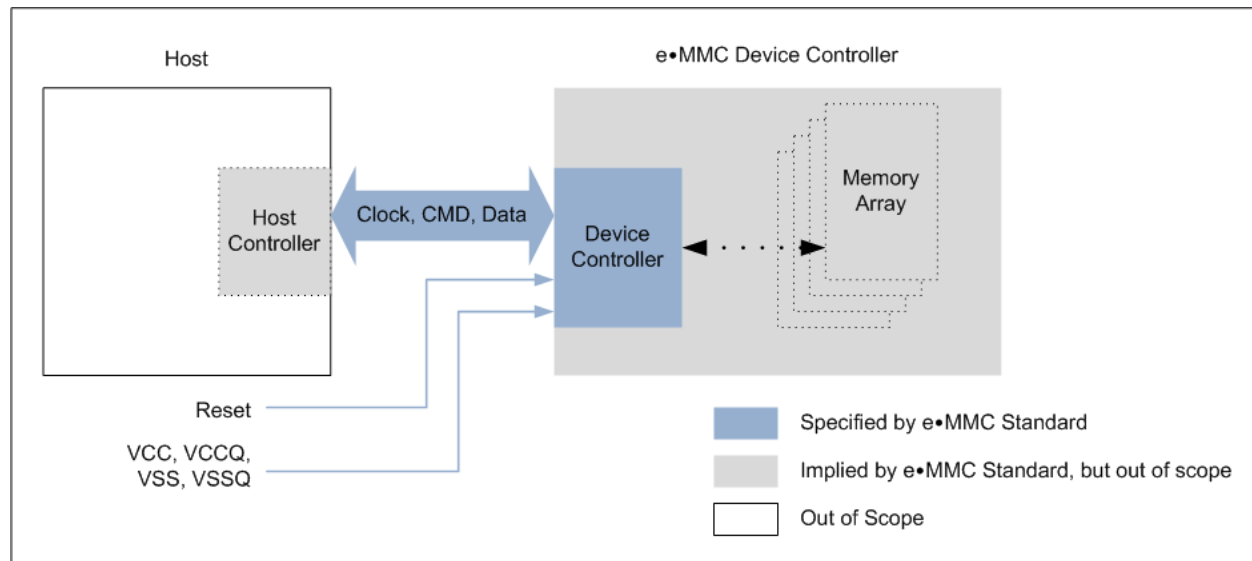 Host
e•MMC Device Controller
Host
Controller
Clock, CMD, Data
Device
Controller
Memory
Array
Reset
VCC, VCCQ,
VSS, VSSQ
Specified by e•MMC Standard
Implied by e•MMC Standard, but out of scope
Out of Scope